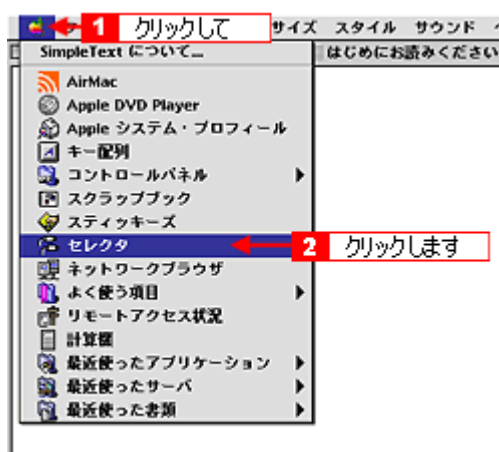 1 クリックして
サイズ スタイル サウンド
SimpleText について...
はじめにお読みください
AirMac
Apple DVD Player
Apple システム・プロフィール
キー配列
コントロールパネル
スクラップブック
スティッキーズ
セレクタ
2 クリックします
ネットワークブラウザ
よく使う項目
リモートアクセス状況
計算機
最近使ったアプリケーション
最近使ったサーバ
最近使った書類